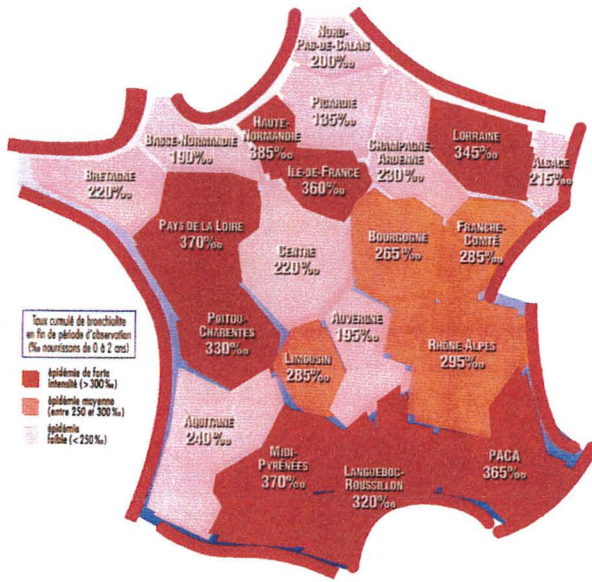 NORD-
PAS-DE-CALAIS
200‰
PICARDIE
135‰
HAUTE-
NORMANDIE
385‰
BASSE-NORMANDIE
190‰
BRETAGNE
220‰
ILE-DE-FRANCE
360‰
CHAMPAGNE-
ARDENNE
230‰
LORRAINE
345‰
ALSACE
215‰
PAYS DE LA LOIRE
370‰
CENTRE
220‰
BOURGOGNE
265‰
FRANCHE-
COMTÉ
285‰
POITOU-
CHARENTES
330‰
LIMOUSIN
285‰
AUVERGNE
195‰
RHÔNE-ALPES
295‰
AQUITAINE
240‰
MIDI-
PYRÉNÉES
370‰
LANGUEDOC-
ROUSSILLON
320‰
PACA
365‰
Taux cumulé de bronchiolite
en fin de période d'observation
(‰ nourrissons de 0 à 2 ans)
épidémie de forte
intensité (>300‰)
épidémie moyenne
(entre 250 et 300‰)
épidémie
faible (<250‰)